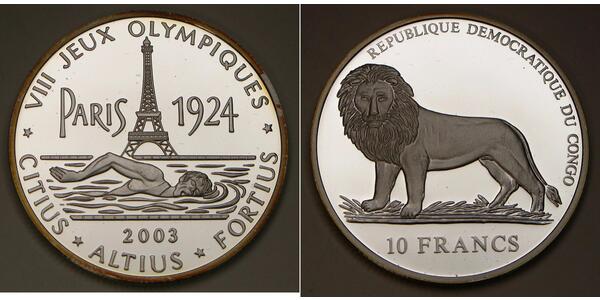 ★ VIII JEUX OLYMPIQUES ★
PARIS 1924
2003
CITIUS ★ ALTIUS ★ FORTIUS
REPUBLIQUE DEMOCRATIQUE DU CONGO
10 FRANCS